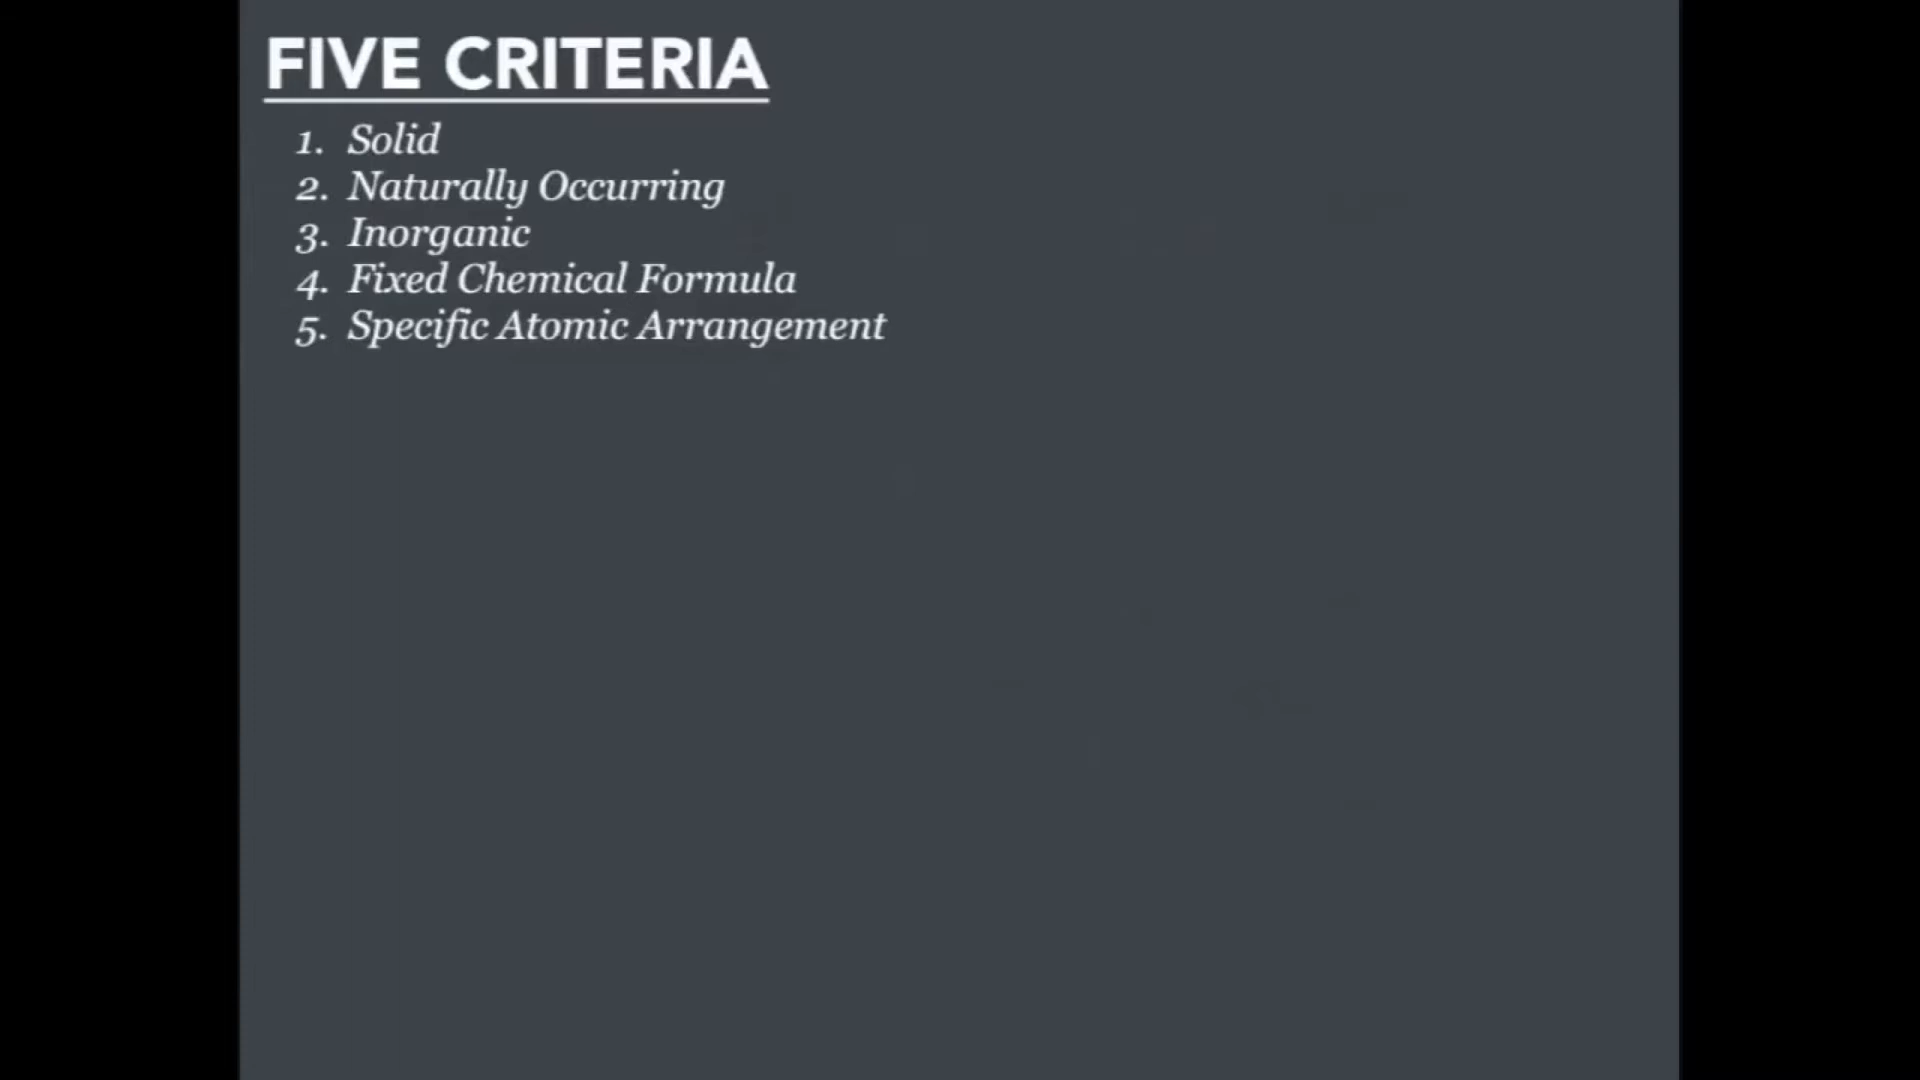 FIVE CRITERIA
1. Solid
2. Naturally Occurring
3. Inorganic
4. Fixed Chemical Formula
5. Specific Atomic Arrangement